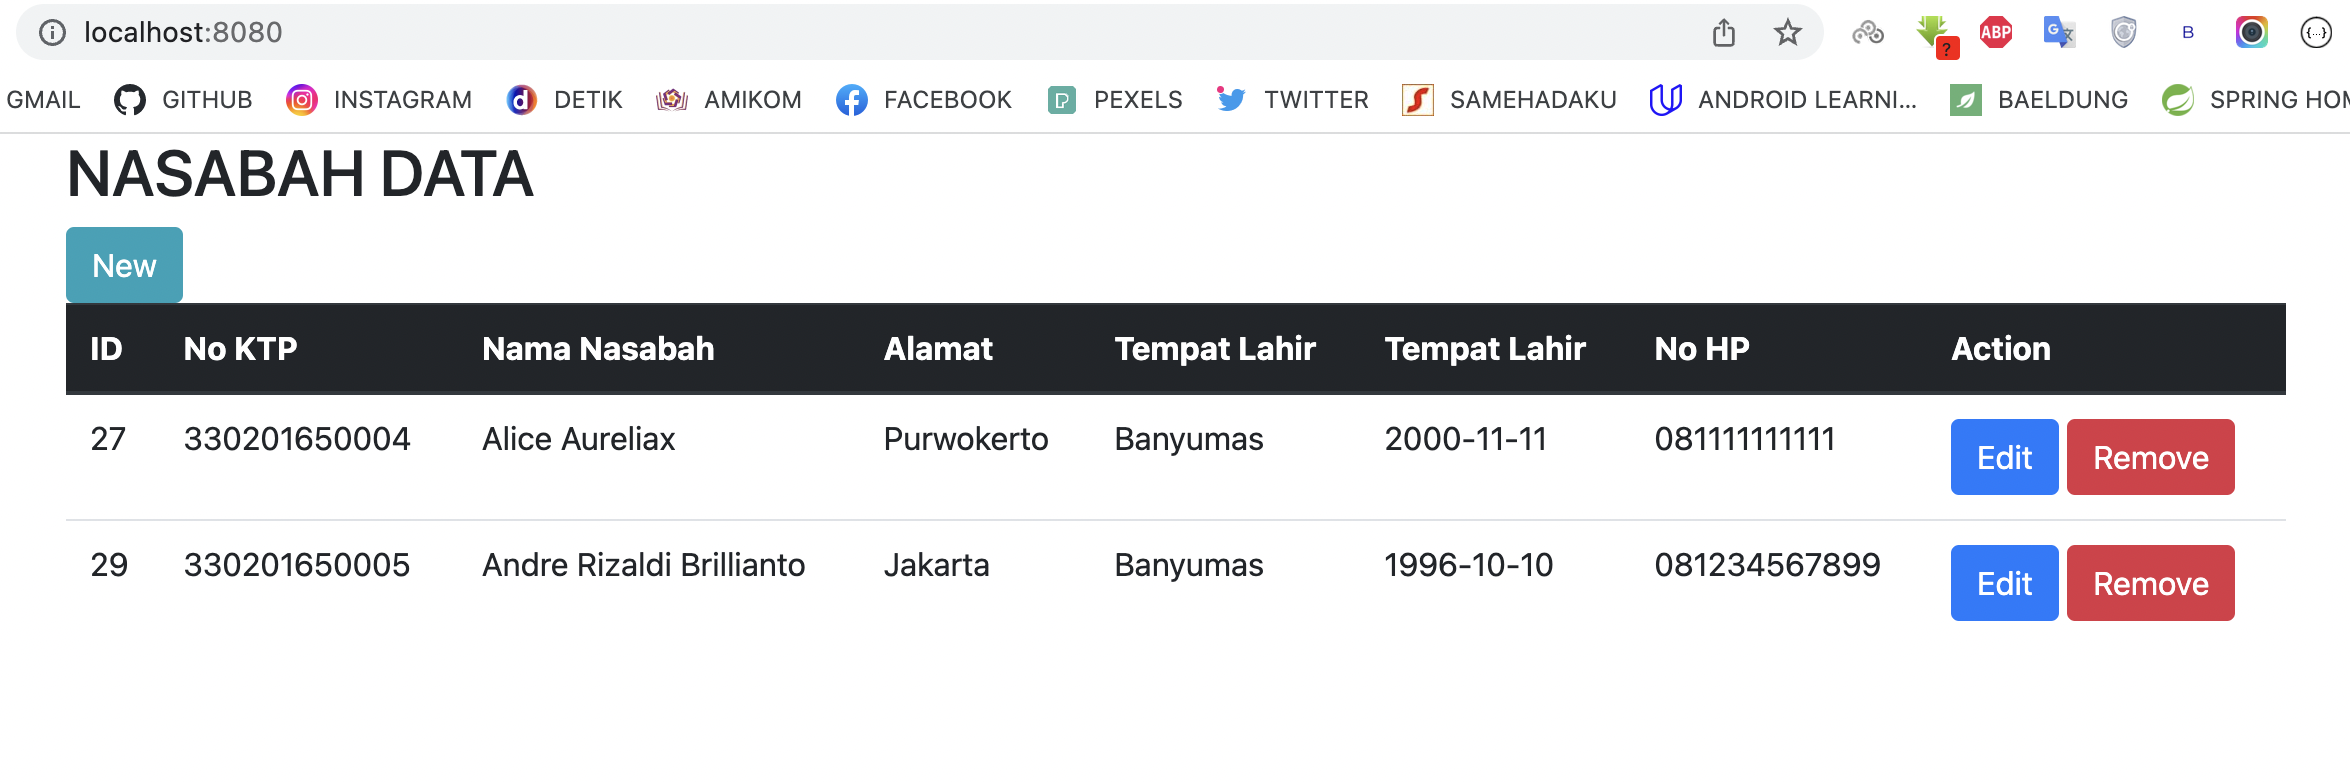 localhost:8080
ABP
G
B
{...}
?
GMAIL GITHUB INSTAGRAM d DETIK AMIKOM FACEBOOK P PEXELS TWITTER S SAMEHADAKU ANDROID LEARNI... BAELDUNG SPRING HOM
NASABAH DATA
New
ID No KTP Nama Nasabah Alamat Tempat Lahir Tempat Lahir No HP Action
27 330201650004 Alice Aureliax Purwokerto Banyumas 2000-11-11 081111111111 Edit Remove
29 330201650005 Andre Rizaldi Brillianto Jakarta Banyumas 1996-10-10 081234567899 Edit Remove